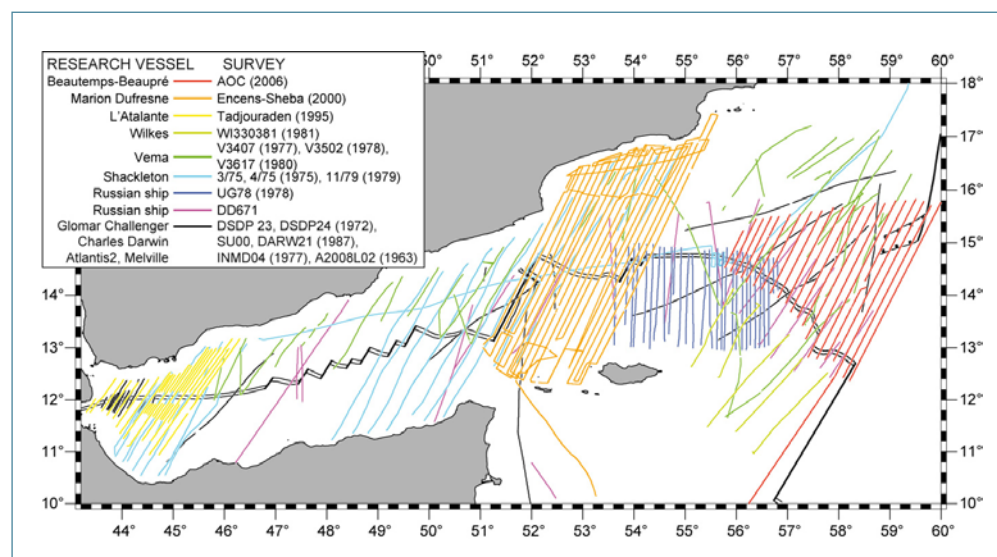 RESEARCH VESSEL SURVEY
Beautemps-Beaupré AOC (2006)
Marion Dufresne Encens-Sheba (2000)
L'Atalante Tadjouraden (1995)
Wilkes WI330381 (1981)
Vema V3407 (1977), V3502 (1978),
V3617 (1980)
Shackleton 3/75, 4/75 (1975), 11/79 (1979)
Russian ship UG78 (1978)
Russian ship DD671
Glomar Challenger DSDP 23, DSDP24 (1972),
Charles Darwin SU00, DARW21 (1987),
Atlantis2, Melville INMD04 (1977), A2008L02 (1963)
50° 51° 52° 53° 54° 55° 56° 57° 58° 59° 60°
18°
17°
16°
15°
14° 14°
13° 13°
12° 12°
11° 11°
10° 10°
44° 45° 46° 47° 48° 49° 50° 51° 52° 53° 54° 55° 56° 57° 58° 59° 60°